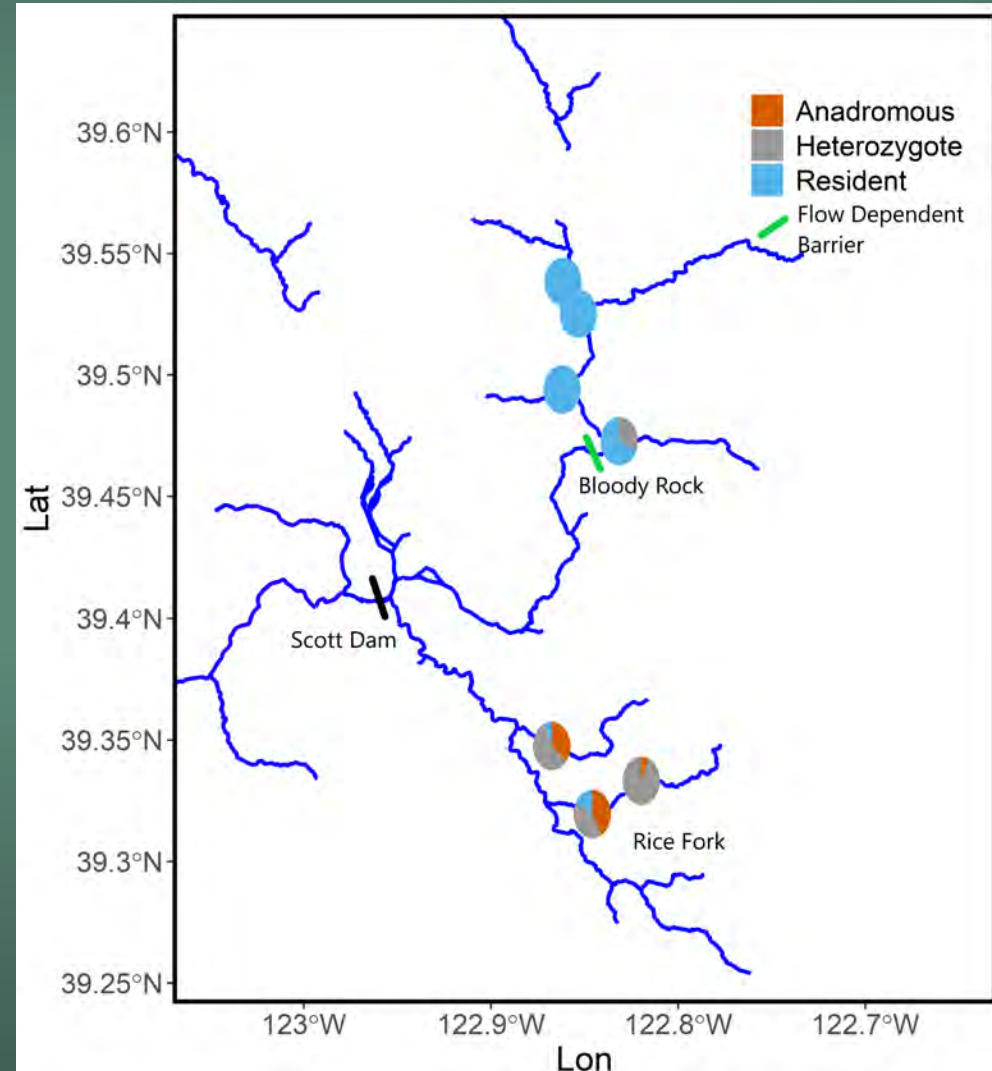 Anadromous
Heterozygote
Resident
Flow Dependent
Barrier
39.6°N
39.55°N
39.5°N
39.45°N
39.4°N
39.35°N
39.3°N
39.25°N
Lat
Bloody Rock
Scott Dam
Rice Fork
123°W
122.9°W
122.8°W
122.7°W
Lon